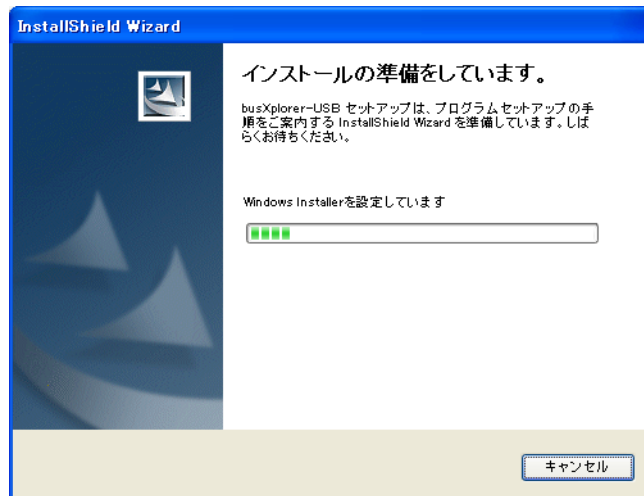 InstallShield Wizard
インストールの準備をしています。
busXplorer-USB セットアップは、プログラムセットアップの手
順をご案内する InstallShield Wizard を準備しています。しば
らくお待ちください。
Windows Installerを設定しています
キャンセル